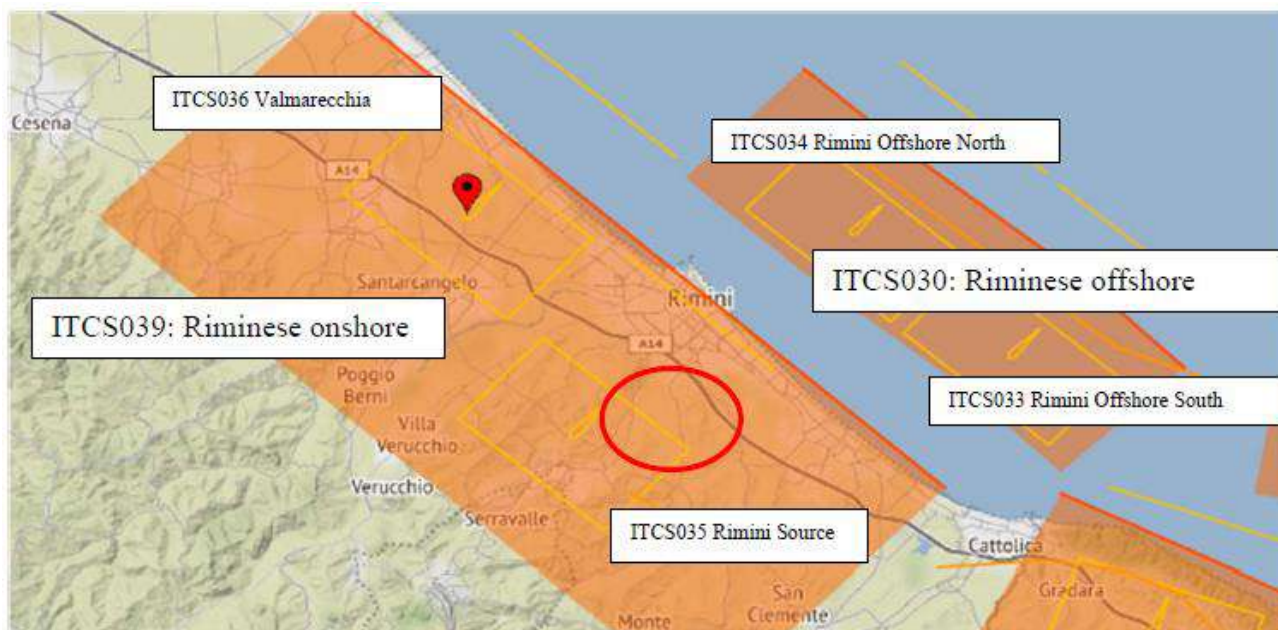 ITCS036 Valmarecchia
Cesena
ITCS034 Rimini Offshore North
A14
Santarcangelo
Rimini
ITCS030: Riminese offshore
ITCS039: Riminese onshore
A14
Poggio
Berni
ITCS033 Rimini Offshore South
Villa
Verucchio
Verucchio
Serravalle
ITCS035 Rimini Source
Cattolica
Gradara
San
Clemente
Monte